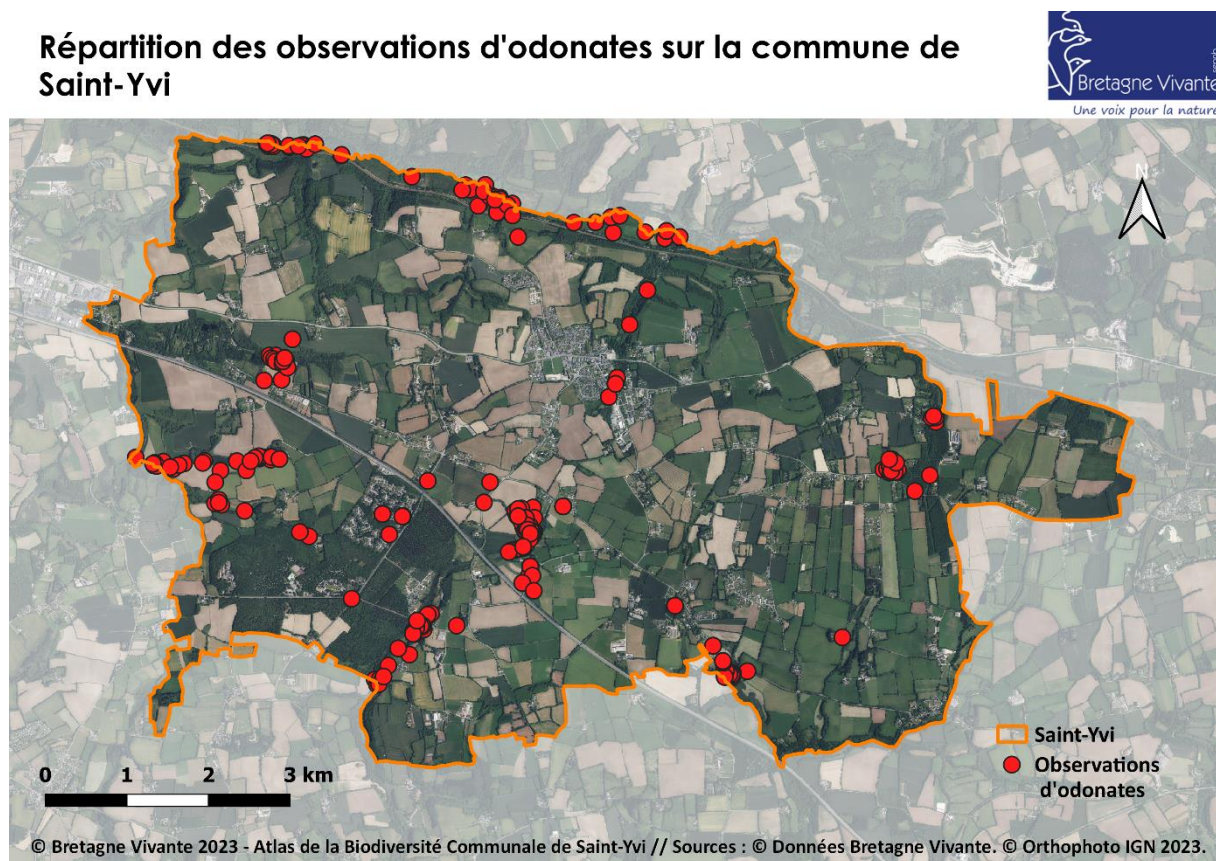 Répartition des observations d'odonates sur la commune de
Saint-Yvi
Bretagne Vivante
Une voix pour la nature
N
Saint-Yvi
Observations
d'odonates
0 1 2 3 km
© Bretagne Vivante 2023 - Atlas de la Biodiversité Communale de Saint-Yvi // Sources : © Données Bretagne Vivante. © Orthophoto IGN 2023.